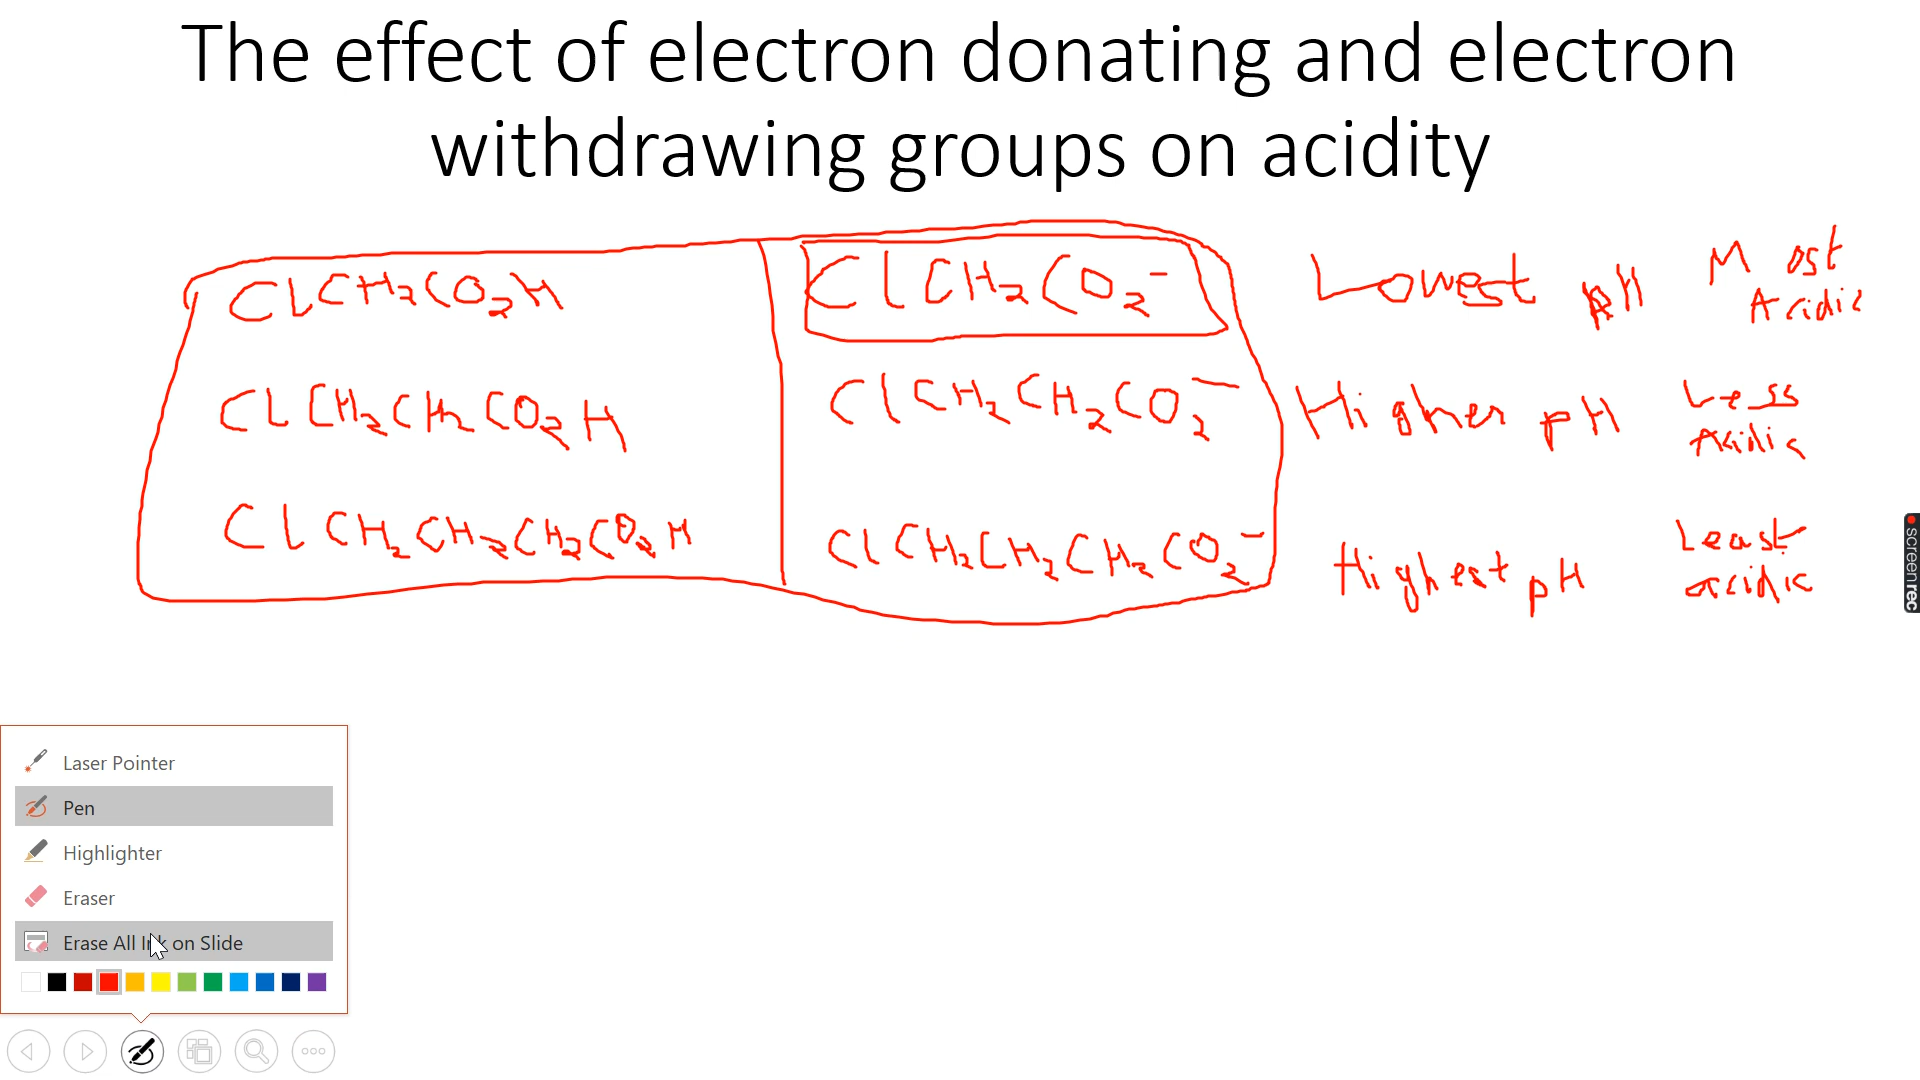 The effect of electron donating and electron
withdrawing groups on acidity
ClCH₂CO₂H
ClCH₂CO₂⁻
Lowest pH
Most
Acidic
ClCH₂CH₂CO₂H
ClCH₂CH₂CO₂⁻
Higher pH
Less
Acidic
ClCH₂CH₂CH₂CO₂H
ClCH₂CH₂CH₂CO₂⁻
Highest pH
Least
acidic
Laser Pointer
Pen
Highlighter
Eraser
Erase All Ink on Slide
screenrec